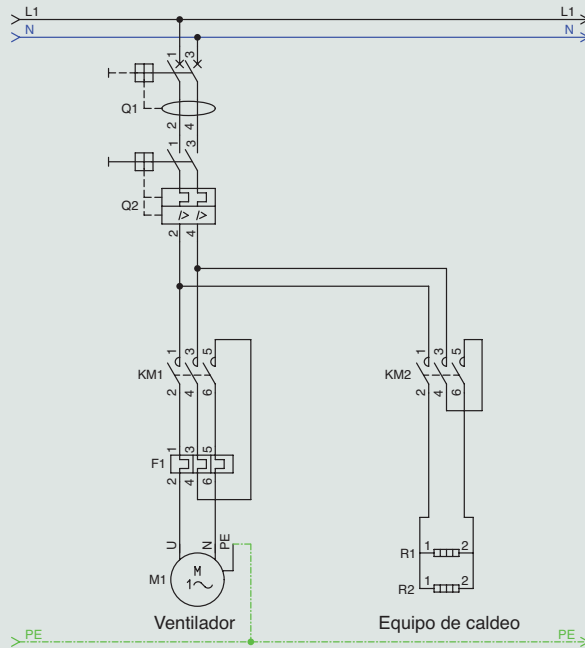 L1 L1
N N
1 3
Q1
2 4
1 3
Q2
I> I>
2 4
1 3 5 1 3 5
KM1 KM2
2 4 6 2 4 6
1 3 5
F1
2 4 6
U N PE
R1 1 2
M1 M 1~
R2 1 2
Ventilador Equipo de caldeo
PE PE